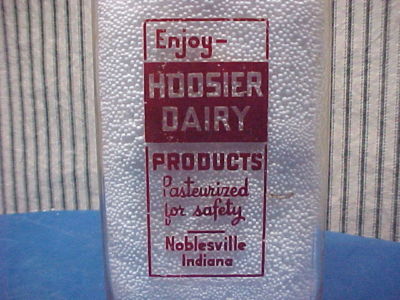 Enjoy-
HOOSIER
DAIRY
PRODUCTS
Pasteurized
for safety
Noblesville
Indiana